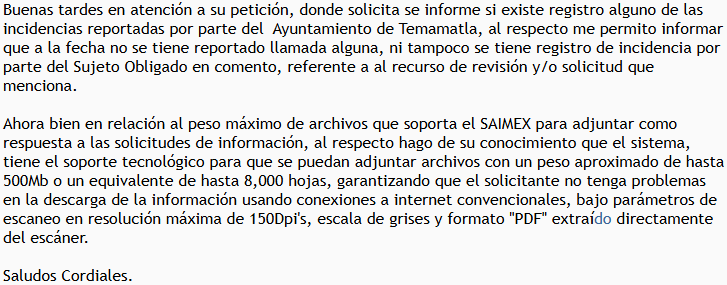 Buenas tardes en atención a su petición, donde solicita se informe si existe registro alguno de las
incidencias reportadas por parte del Ayuntamiento de Temamatla, al respecto me permito informar
que a la fecha no se tiene reportado llamada alguna, ni tampoco se tiene registro de incidencia por
parte del Sujeto Obligado en comento, referente a al recurso de revisión y/o solicitud que
menciona.
Ahora bien en relación al peso máximo de archivos que soporta el SAIMEX para adjuntar como
respuesta a las solicitudes de información, al respecto hago de su conocimiento que el sistema,
tiene el soporte tecnológico para que se puedan adjuntar archivos con un peso aproximado de hasta
500Mb o un equivalente de hasta 8,000 hojas, garantizando que el solicitante no tenga problemas
en la descarga de la información usando conexiones a internet convencionales, bajo parámetros de
escaneo en resolución máxima de 150Dpi's, escala de grises y formato "PDF" extraído directamente
del escáner.
Saludos Cordiales.